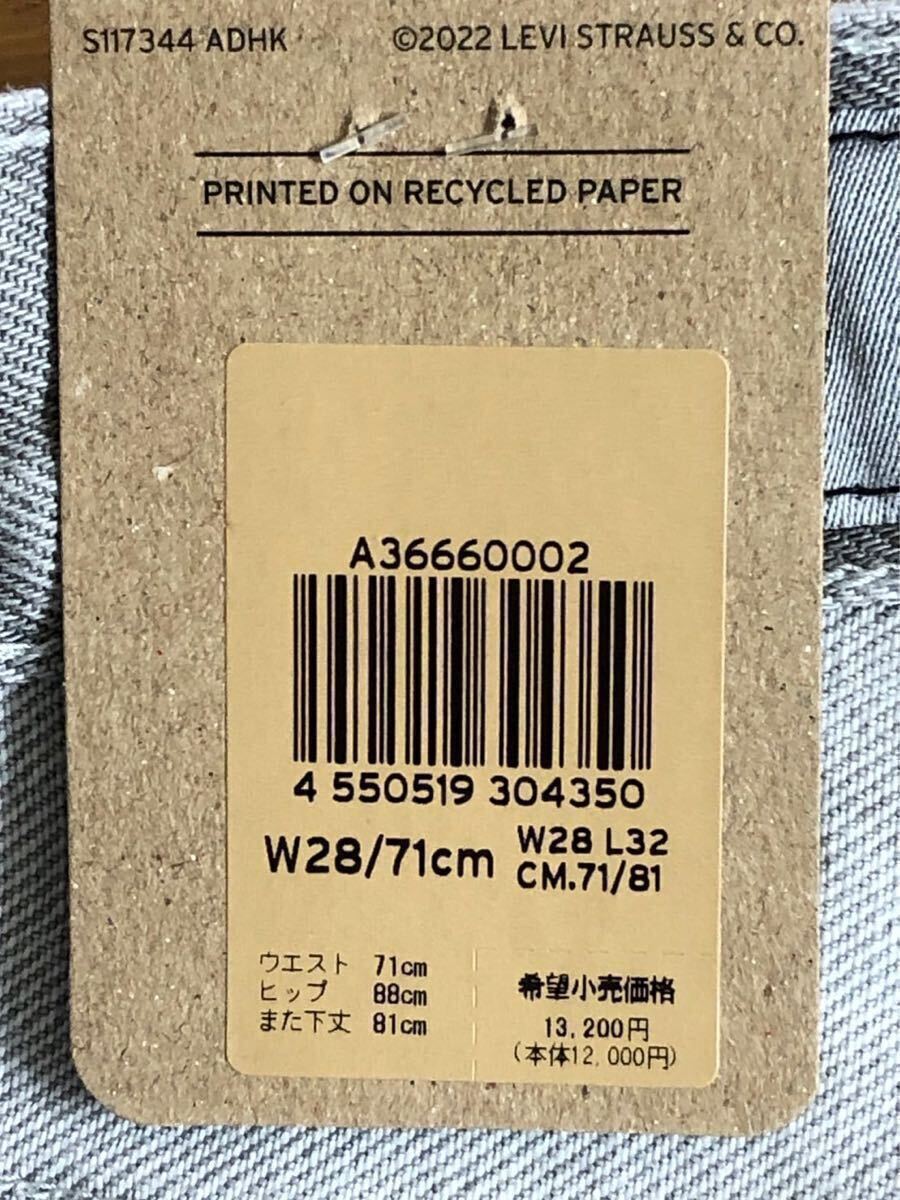 S117344 ADHK ©2022 LEVI STRAUSS & CO.
PRINTED ON RECYCLED PAPER
A36660002
4 550519 304350
W28/71cm W28 L32
CM.71/81
ウエスト 71cm
ヒップ 88cm
また下丈 81cm
希望小売価格
13,200円
(本体12,000円)